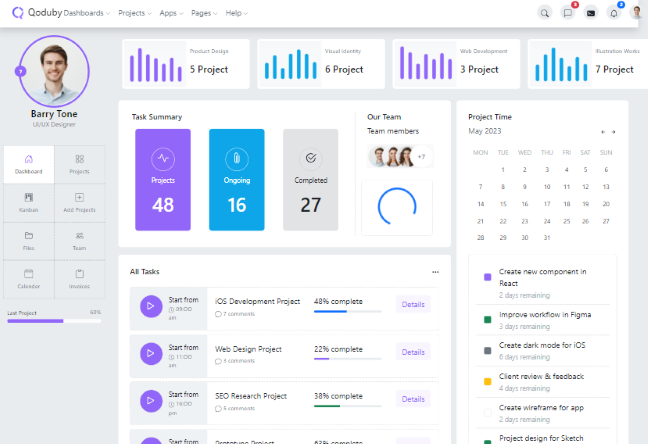 Qoduby Dashboards Projects Apps Pages Help
3
2
7
Barry Tone
UI/UX Designer
Dashboard Projects
Kanban Add Projects
Files Team
Calendar Invoices
Last Project 60%
Product Design
5 Project
Visual Identity
6 Project
Web Development
3 Project
Illustration Works
7 Project
Task Summary
Projects
48
Ongoing
16
Completed
27
Our Team
Team members
+7
Project Time
May 2023
MON TUE WED THU FRI SAT SUN
1 2 3 4 5 6
7 8 9 10 11 12 13
14 15 16 17 18 19 20
21 22 23 24 25 26 27
28 29 30 31
All Tasks
Start from
09:00
am
iOS Development Project
7 comments
48% complete
Details
Start from
11:00
am
Web Design Project
3 comments
22% complete
Details
Start from
16:00
pm
SEO Research Project
5 comments
38% complete
Details
Start from
Prototype Project
63% complete
Create new component in
React
2 days remaining
Improve workflow in Figma
3 days remaining
Create dark mode for iOS
6 days remaining
Client review & feedback
4 days remaining
Create wireframe for app
2 days remaining
Project design for Sketch